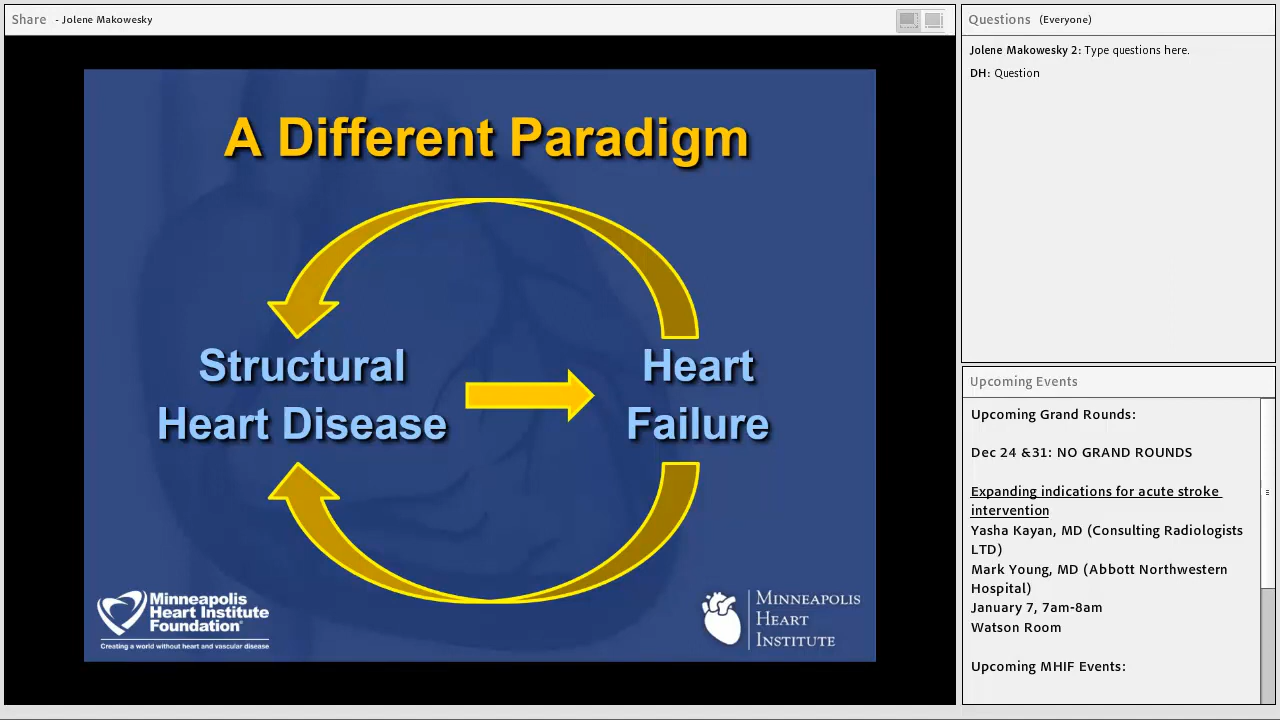 Share - Jolene Makowesky
A Different Paradigm
Structural
Heart Disease
Heart
Failure
Minneapolis
Heart Institute
Foundation®
Creating a world without heart and vascular disease
MINNEAPOLIS
HEART
INSTITUTE
Questions (Everyone)
Jolene Makowesky 2: Type questions here.
DH: Question
Upcoming Events
Upcoming Grand Rounds:
Dec 24 &31: NO GRAND ROUNDS
Expanding indications for acute stroke
intervention
Yasha Kayan, MD (Consulting Radiologists
LTD)
Mark Young, MD (Abbott Northwestern
Hospital)
January 7, 7am-8am
Watson Room
Upcoming MHIF Events: